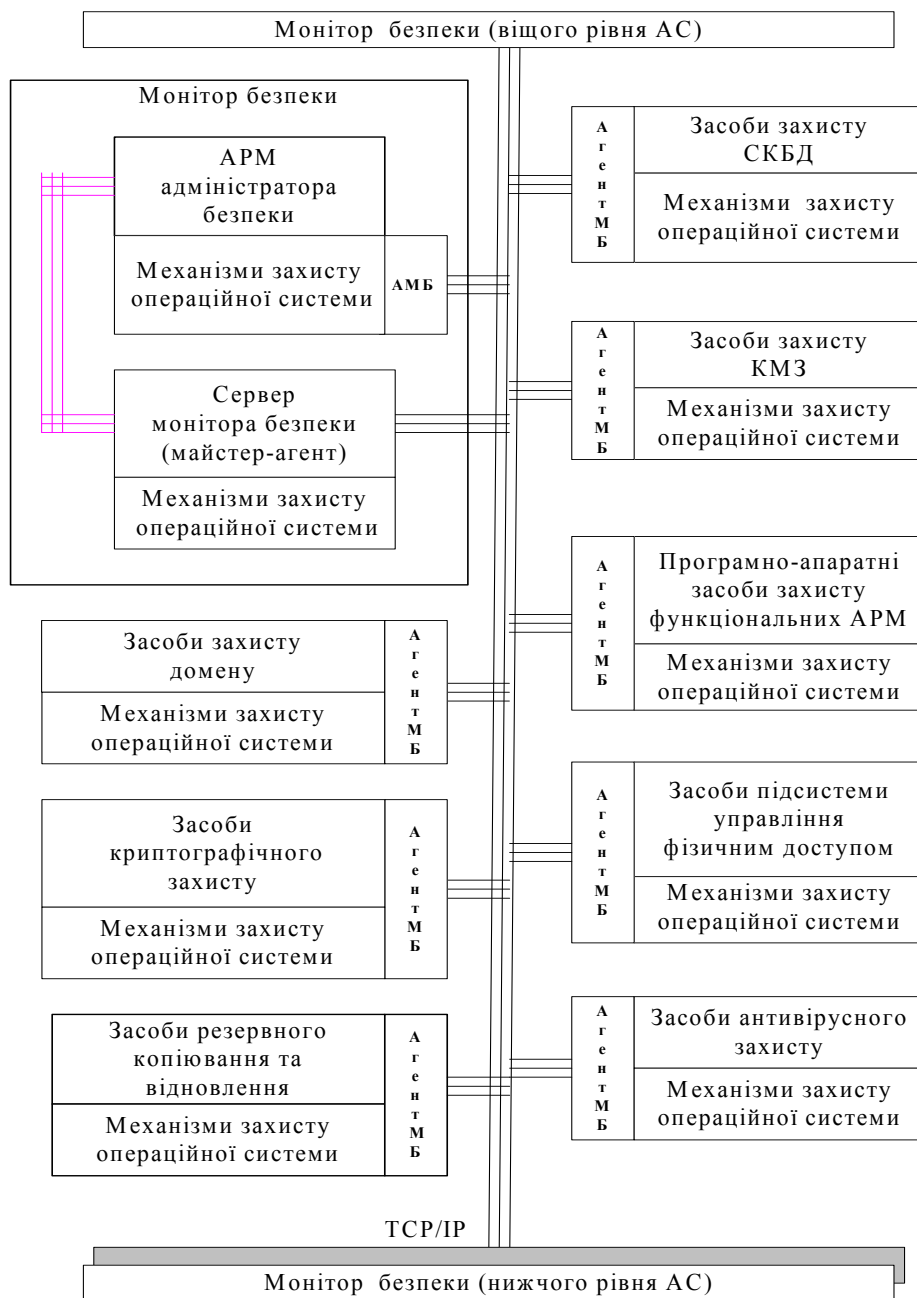 Монітор безпеки (віщого рівня АС)
Монітор безпеки
АРМ
адміністратора
безпеки
Механізми захисту
операційної системи
АМБ
Сервер
монітора безпеки
(майстер-агент)
Механізми захисту
операційної системи
Засоби захисту
домену
Механізми захисту
операційної системи
Агент МБ
Засоби
криптографічного
захисту
Механізми захисту
операційної системи
Агент МБ
Засоби резервного
копіювання та
відновлення
Механізми захисту
операційної системи
Агент МБ
Агент МБ
Засоби захисту
СКБД
Механізми захисту
операційної системи
Агент МБ
Засоби захисту
КМЗ
Механізми захисту
операційної системи
Агент МБ
Програмно-апаратні
засоби захисту
функціональних АРМ
Механізми захисту
операційної системи
Агент МБ
Засоби підсистеми
управління
фізичним доступом
Механізми захисту
операційної системи
Агент МБ
Засоби антивірусного
захисту
Механізми захисту
операційної системи
TCP/IP
Монітор безпеки (нижчого рівня АС)